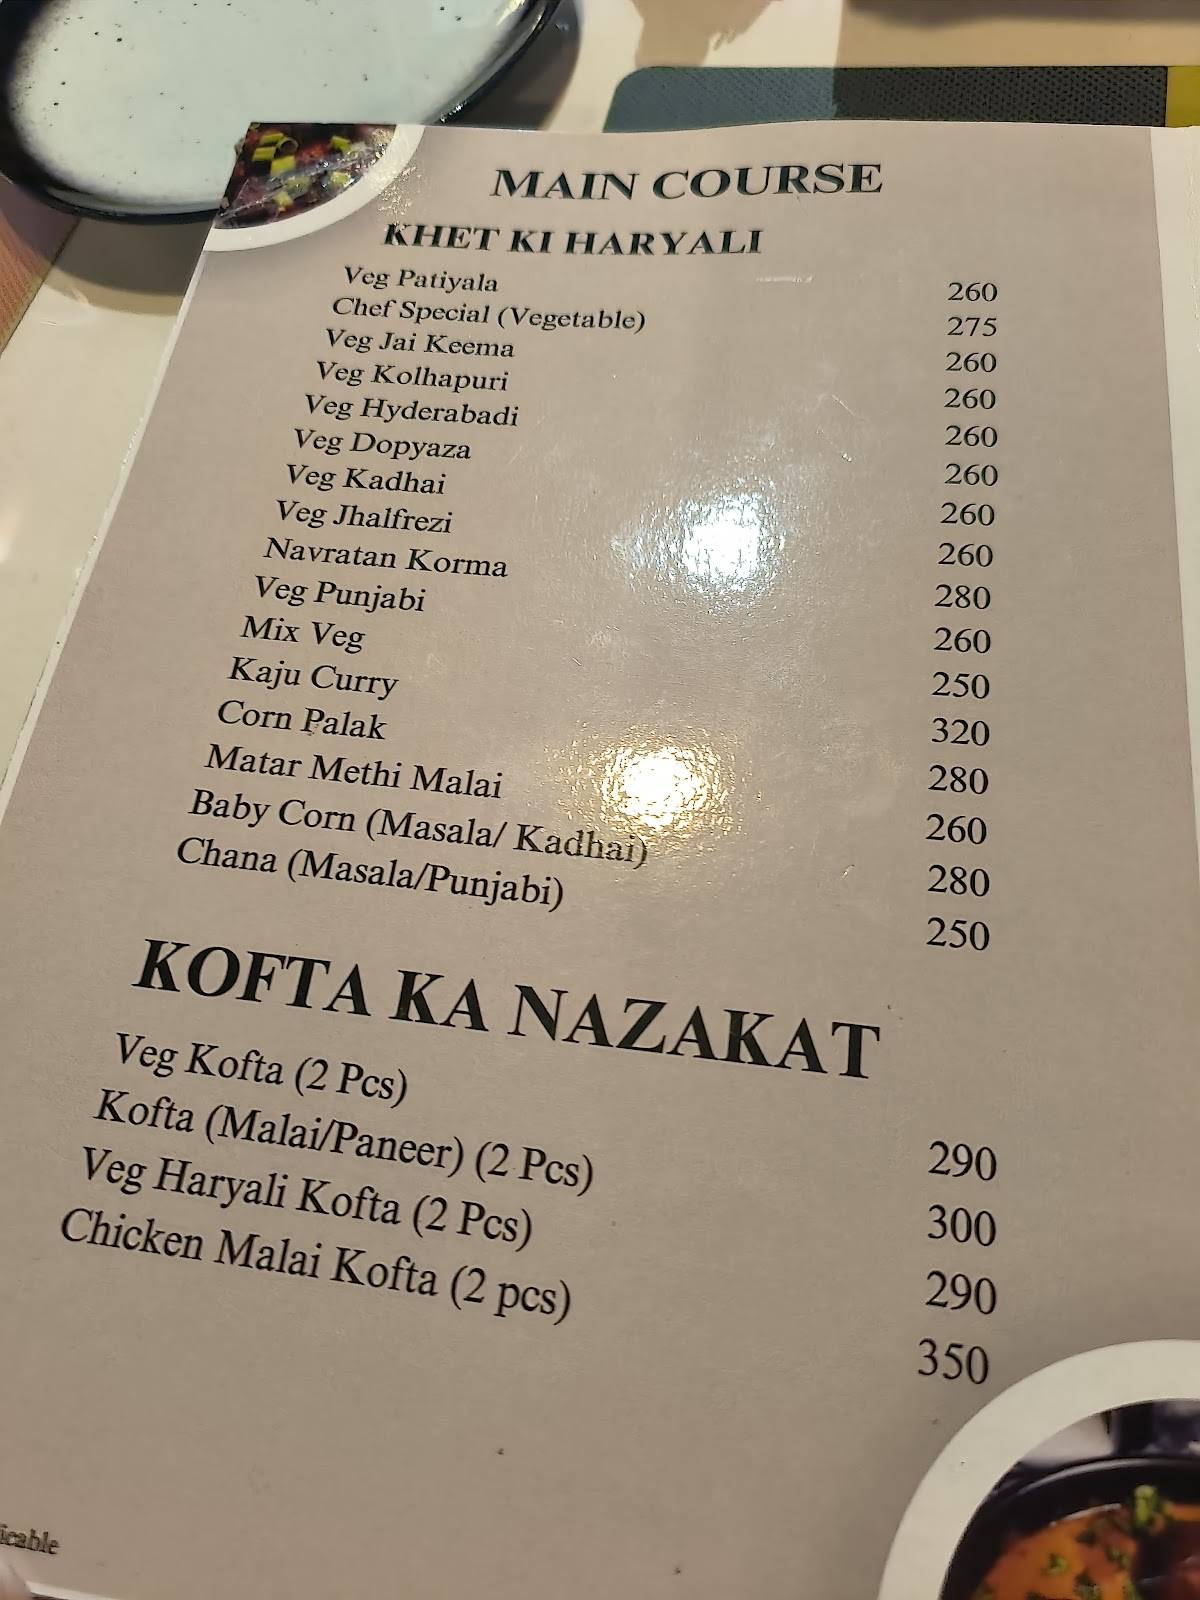 MAIN COURSE
KHET KI HARYALI
Veg Patiyala 260
Chef Special (Vegetable) 275
Veg Jai Keema 260
Veg Kolhapuri 260
Veg Hyderabadi 260
Veg Dopyaza 260
Veg Kadhai 260
Veg Jhalfrezi 260
Navratan Korma 280
Veg Punjabi 260
Mix Veg 250
Kaju Curry 320
Corn Palak 280
Matar Methi Malai 260
Baby Corn (Masala/ Kadhai) 280
Chana (Masala/Punjabi) 250
KOFTA KA NAZAKAT
Veg Kofta (2 Pcs) 290
Kofta (Malai/Paneer) (2 Pcs) 300
Veg Haryali Kofta (2 Pcs) 290
Chicken Malai Kofta (2 pcs) 350